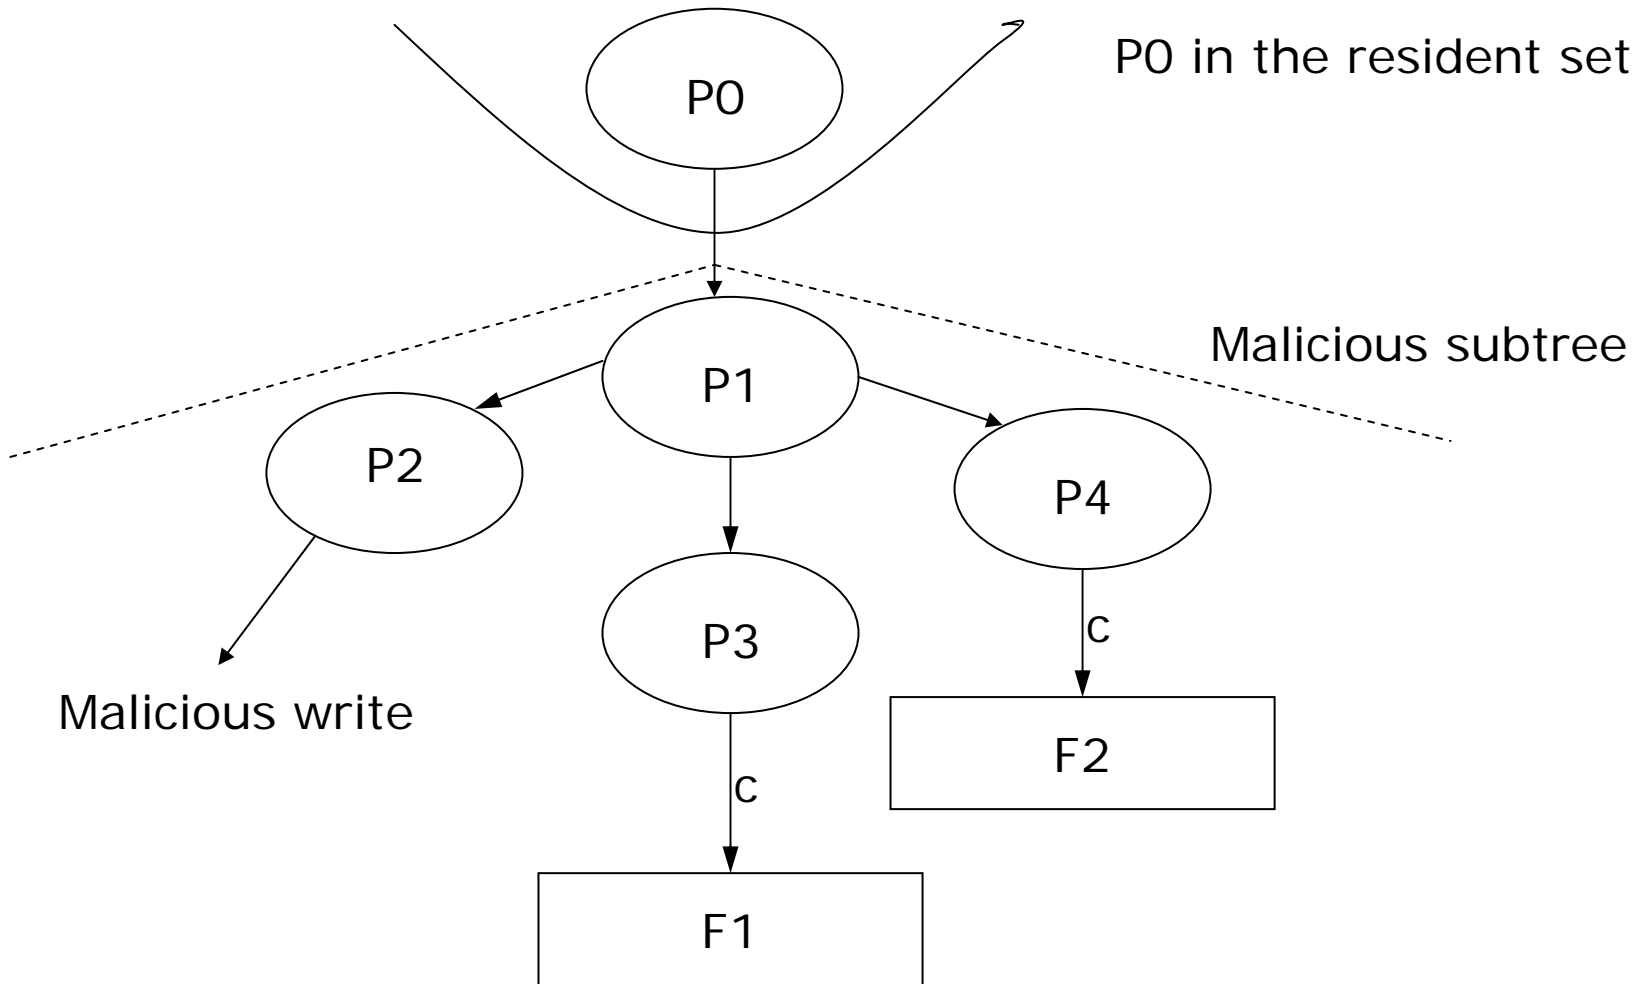 P0
P0 in the resident set
Malicious subtree
P1
P2
P4
P3
c
Malicious write
F2
c
F1